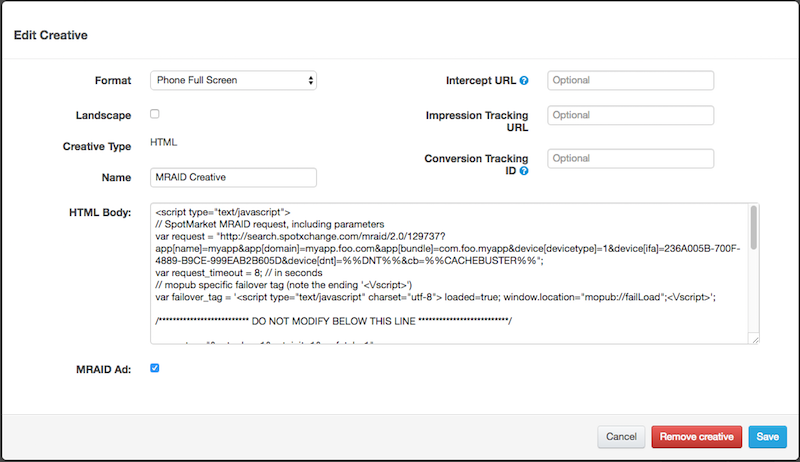 Edit Creative
Format
Phone Full Screen
Intercept URL ?
Optional
Landscape
Impression Tracking
URL
Optional
Creative Type
HTML
Conversion Tracking
ID ?
Optional
Name
MRAID Creative
HTML Body:
<script type="text/javascript">
// SpotMarket MRAID request, including parameters
var request = "http://search.spotxchange.com/mraid/2.0/129737?
app[name]=myapp&app[domain]=myapp.foo.com&app[bundle]=com.foo.myapp&device[devicetype]=1&device[ifa]=236A005B-700F-
4889-B9CE-999EAB2B605D&device[dnt]=%%DNT%%&cb=%%CACHEBUSTER%%";
var request_timeout = 8; // in seconds
// mopub specific failover tag (note the ending '<\/script>')
var failover_tag = '<script type="text/javascript" charset="utf-8"> loaded=true; window.location="mopub://failLoad";<\/script>';
/************************** DO NOT MODIFY BELOW THIS LINE **************************/
MRAID Ad:
Cancel
Remove creative
Save